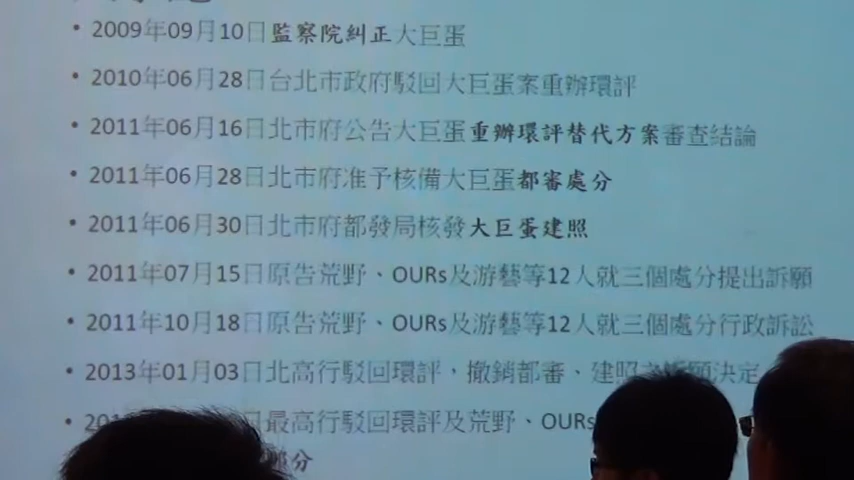 • 2009年09月10日監察院糾正大巨蛋
• 2010年06月28日台北市政府駁回大巨蛋案重辦環評
• 2011年06月16日北市府公告大巨蛋重辦環評替代方案審查結論
• 2011年06月28日北市府准予核備大巨蛋都審處分
• 2011年06月30日北市府都發局核發大巨蛋建照
• 2011年07月15日原告荒野、OURs及游藝等12人就三個處分提出訴願
• 2011年10月18日原告荒野、OURs及游藝等12人就三個處分行政訴訟
• 2013年01月03日北高行駁回環評，撤銷都審、建照之訴願決定
• 日最高行駁回環評及荒野、OURs
部分